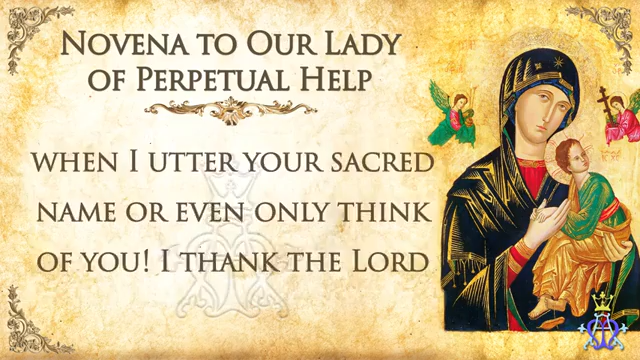 Novena to Our Lady
of Perpetual Help
when I utter your sacred
name or even only think
of you! I thank the Lord